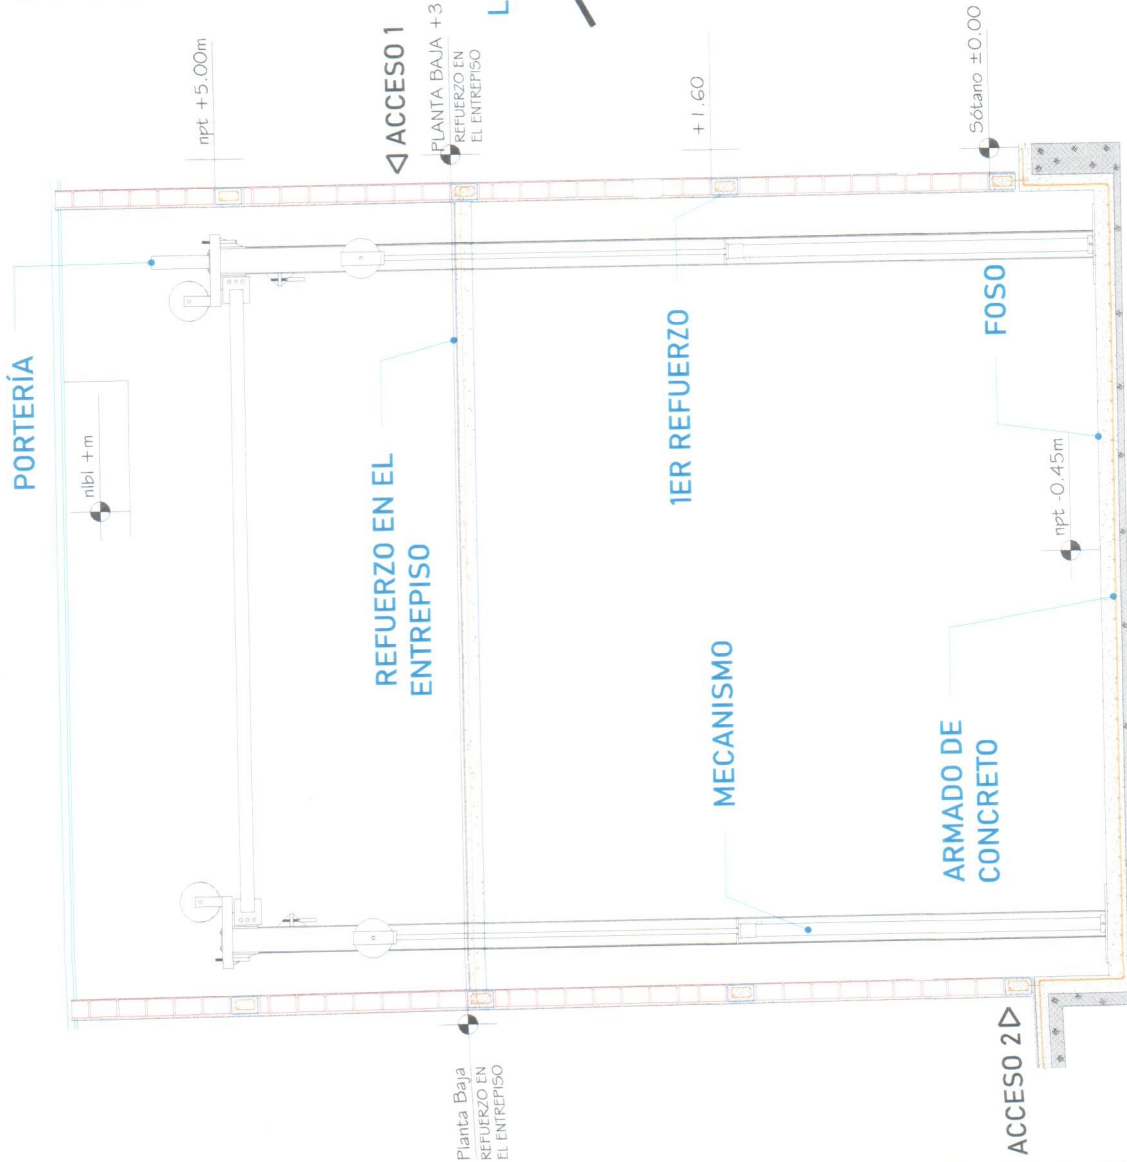 PORTERÍA
nibl +m
npt +5.00m
ACCESO 1
PLANTA BAJA +3
REFUERZO EN
EL ENTREPISO
L
REFUERZO EN EL
ENTREPISO
1ER REFUERZO
+1.60
MECANISMO
Planta Baja
REFUERZO EN
EL ENTREPISO
Sótano ±0.00
FOSO
npt -0.45m
ARMADO DE
CONCRETO
ACCESO 2